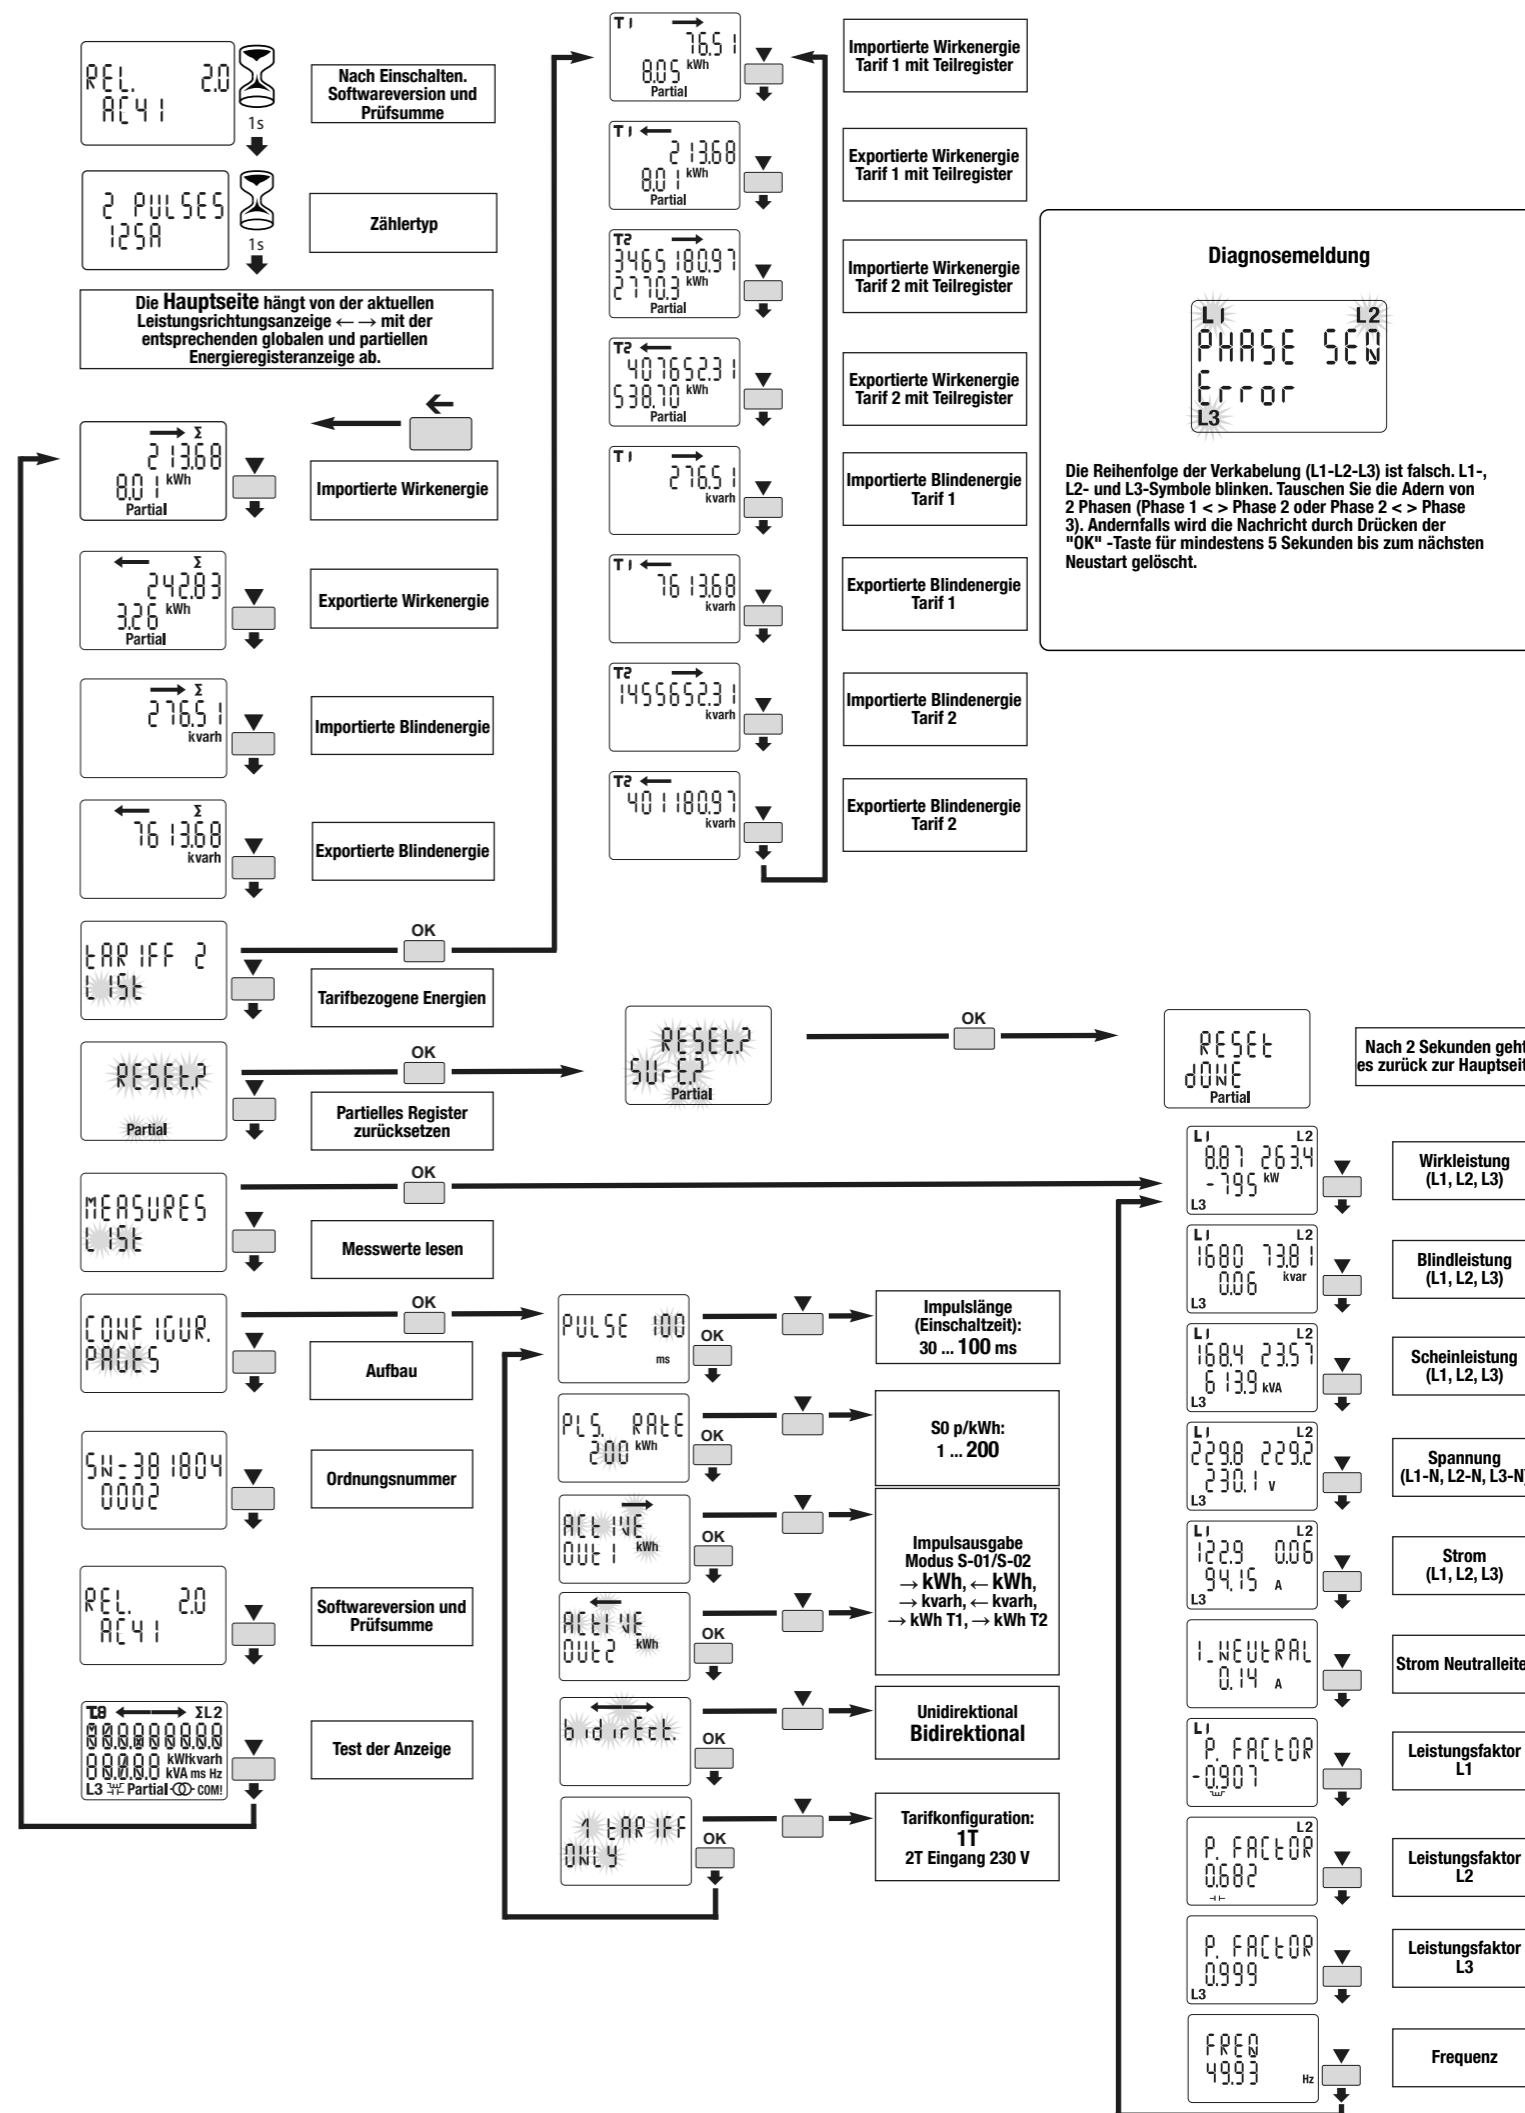 REL. 2.0
AC41
1s
Nach Einschalten.
Softwareversion und
Prüfsumme
2 PULSES
125A
1s
Zählertyp
Die Hauptseite hängt von der aktuellen
Leistungsrichtungsanzeige ← → mit der
entsprechenden globalen und partiellen
Energieregisteranzeige ab.
→ Σ
213.68
8.01 kWh
Partial
Importierte Wirkenergie
← Σ
242.83
3.26 kWh
Partial
Exportierte Wirkenergie
→ Σ
276.51
kvarh
Importierte Blindenergie
← Σ
7613.68
kvarh
Exportierte Blindenergie
tARIFF 2
LISt
OK
Tarifbezogene Energien
RESEt.?
Partial
OK
Partielles Register
zurücksetzen
RESEt.?
SUrE.?
Partial
OK
RESEt
dONE
Partial
Nach 2 Sekunden geht
es zurück zur Hauptseit
MEASURES
LISt
OK
Messwerte lesen
CONFIGUR.
PAGES
OK
Aufbau
SN-381804
0002
Ordnungsnummer
REL. 2.0
AC41
Softwareversion und
Prüfsumme
T8 ←→ ΣL2
kWhkvarh
kVA ms Hz
L3 Partial COM!
Test der Anzeige
T1 →
76.51
8.05 kWh
Partial
Importierte Wirkenergie
Tarif 1 mit Teilregister
T1 ←
213.68
8.01 kWh
Partial
Exportierte Wirkenergie
Tarif 1 mit Teilregister
T2 →
3465180.97
2770.3 kWh
Partial
Importierte Wirkenergie
Tarif 2 mit Teilregister
T2 ←
407652.31
538.70 kWh
Partial
Exportierte Wirkenergie
Tarif 2 mit Teilregister
T1 →
276.51
kvarh
Importierte Blindenergie
Tarif 1
T1 ←
7613.68
kvarh
Exportierte Blindenergie
Tarif 1
T2 →
1455652.31
kvarh
Importierte Blindenergie
Tarif 2
T2 ←
401180.97
kvarh
Exportierte Blindenergie
Tarif 2
Diagnosemeldung
L1 L2
PHASE SEQ
Error
L3
Die Reihenfolge der Verkabelung (L1-L2-L3) ist falsch. L1-,
L2- und L3-Symbole blinken. Tauschen Sie die Adern von
2 Phasen (Phase 1 < > Phase 2 oder Phase 2 < > Phase
3). Andernfalls wird die Nachricht durch Drücken der
"OK" -Taste für mindestens 5 Sekunden bis zum nächsten
Neustart gelöscht.
PULSE 100
ms
OK
Impulslänge
(Einschaltzeit):
30 ... 100 ms
PLS. RAtE
200 kWh
OK
S0 p/kWh:
1 ... 200
→
ACtIVE
OUt1 kWh
OK
←
ACtIVE
OUt2 kWh
OK
Impulsausgabe
Modus S-01/S-02
→ kWh, ← kWh,
→ kvarh, ← kvarh,
→ kWh T1, → kWh T2
bidirEct.
OK
Unidirektional
Bidirektional
1 tARIFF
ONLY
OK
Tarifkonfiguration:
1T
2T Eingang 230 V
L1 L2
8.87 263.4
-795 kW
L3
Wirkleistung
(L1, L2, L3)
L1 L2
1680 73.81
0.06 kvar
L3
Blindleistung
(L1, L2, L3)
L1 L2
168.4 23.57
613.9 kVA
L3
Scheinleistung
(L1, L2, L3)
L1 L2
229.8 229.2
230.1 V
L3
Spannung
(L1-N, L2-N, L3-N)
L1 L2
122.9 0.06
94.15 A
L3
Strom
(L1, L2, L3)
I_NEUtRAL
0.14 A
Strom Neutralleite
L1
P. FACtOR
-0.907
Leistungsfaktor
L1
L2
P. FACtOR
0.682
Leistungsfaktor
L2
P. FACtOR
0.999
L3
Leistungsfaktor
L3
FREQ
49.93
Hz
Frequenz